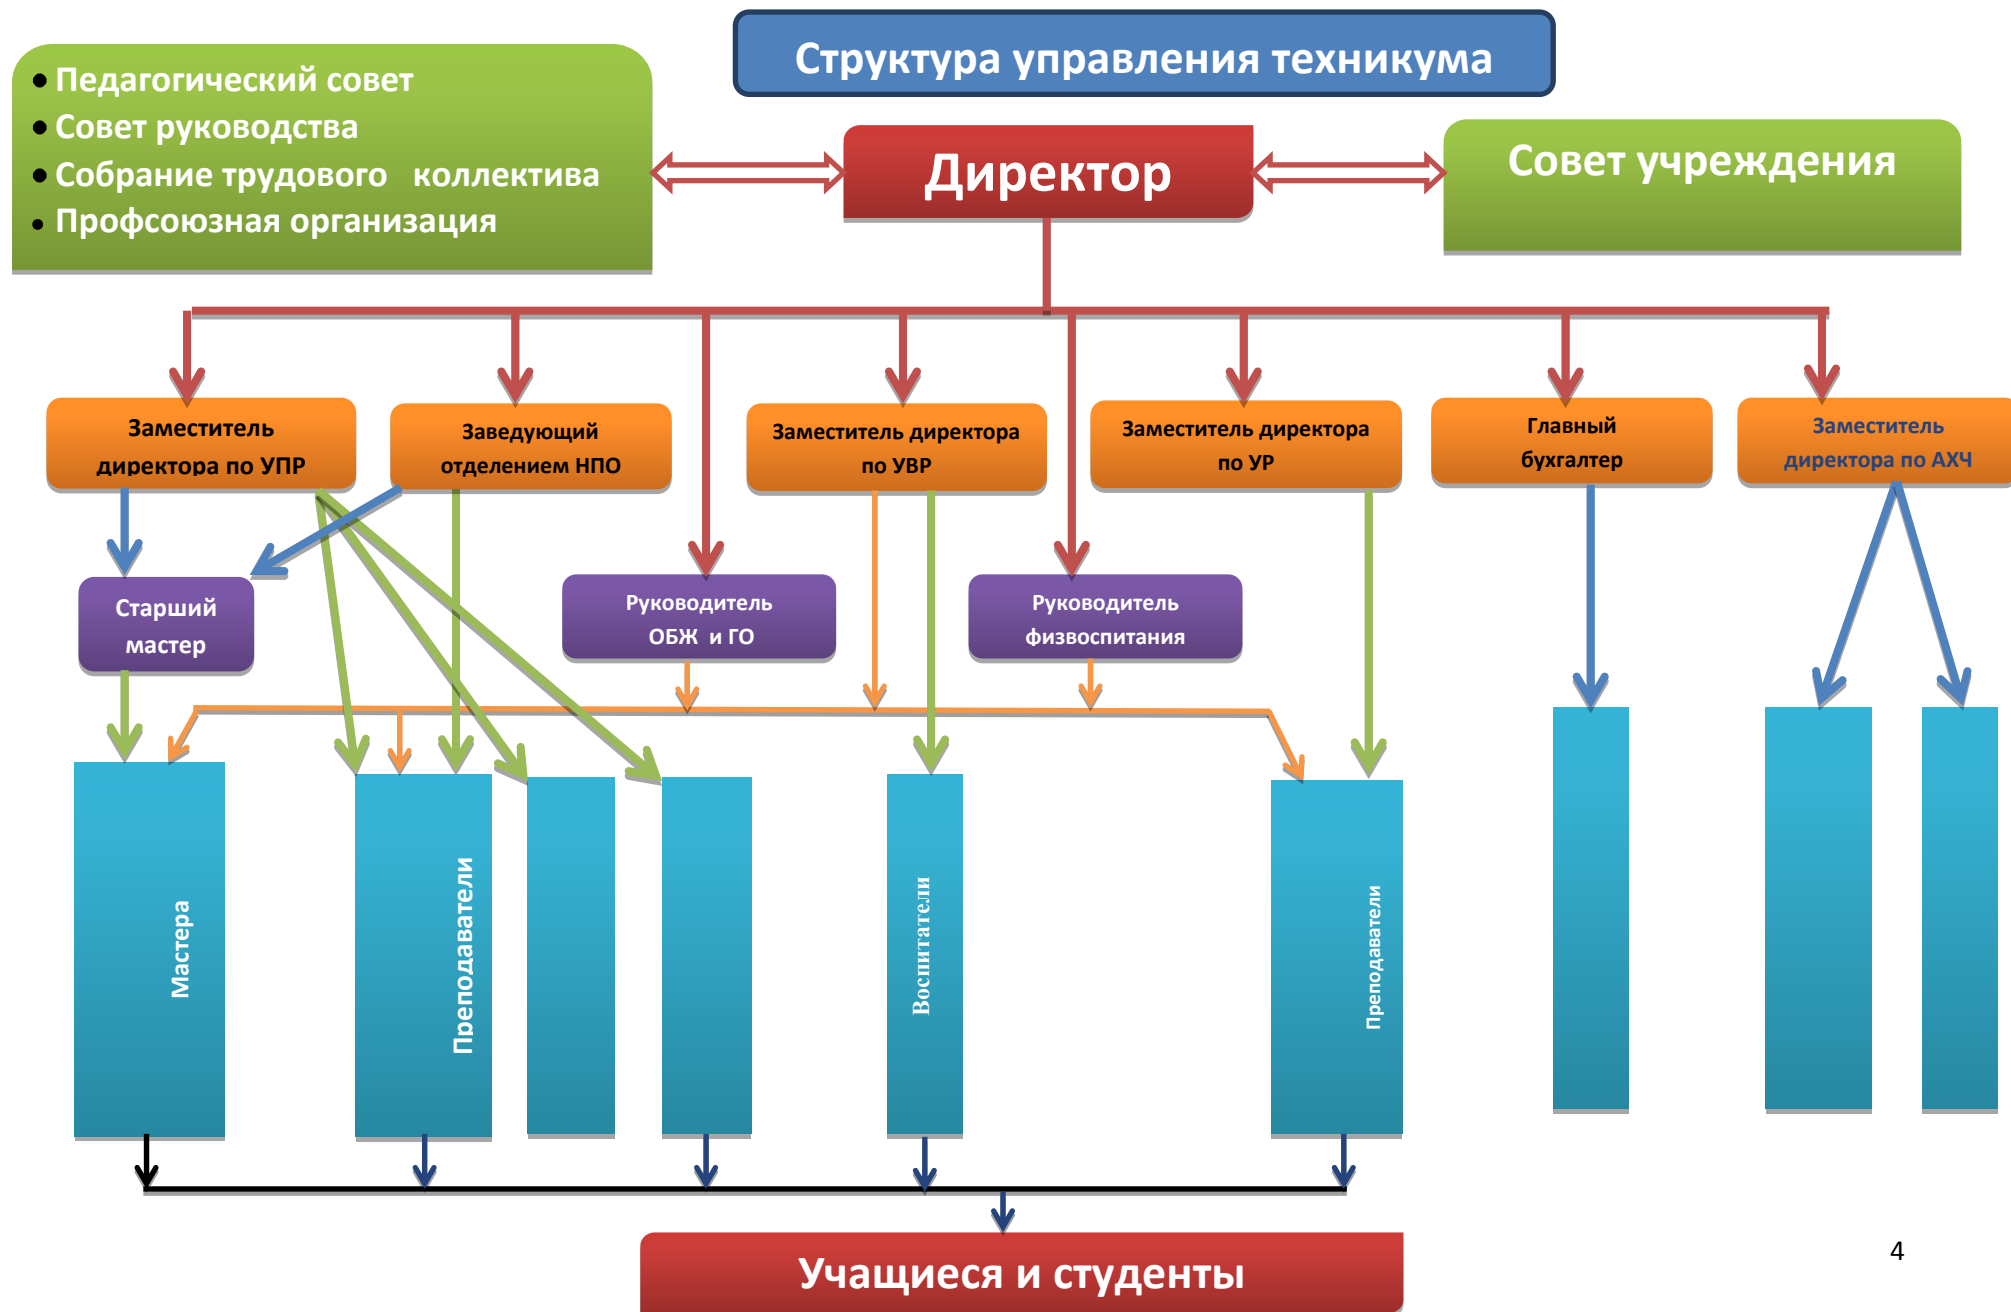 Структура управления техникума
Педагогический совет
Совет руководства
Собрание трудового коллектива
Профсоюзная организация
Директор
Совет учреждения
Заместитель
директора по УПР
Заведующий
отделением НПО
Заместитель директора
по УВР
Заместитель директора
по УР
Главный
бухгалтер
Заместитель
директора по АХЧ
Старший
мастер
Руководитель
ОБЖ и ГО
Руководитель
физвоспитания
Мастера
Преподаватели
Воспитатели
Преподаватели
Учащиеся и студенты
4